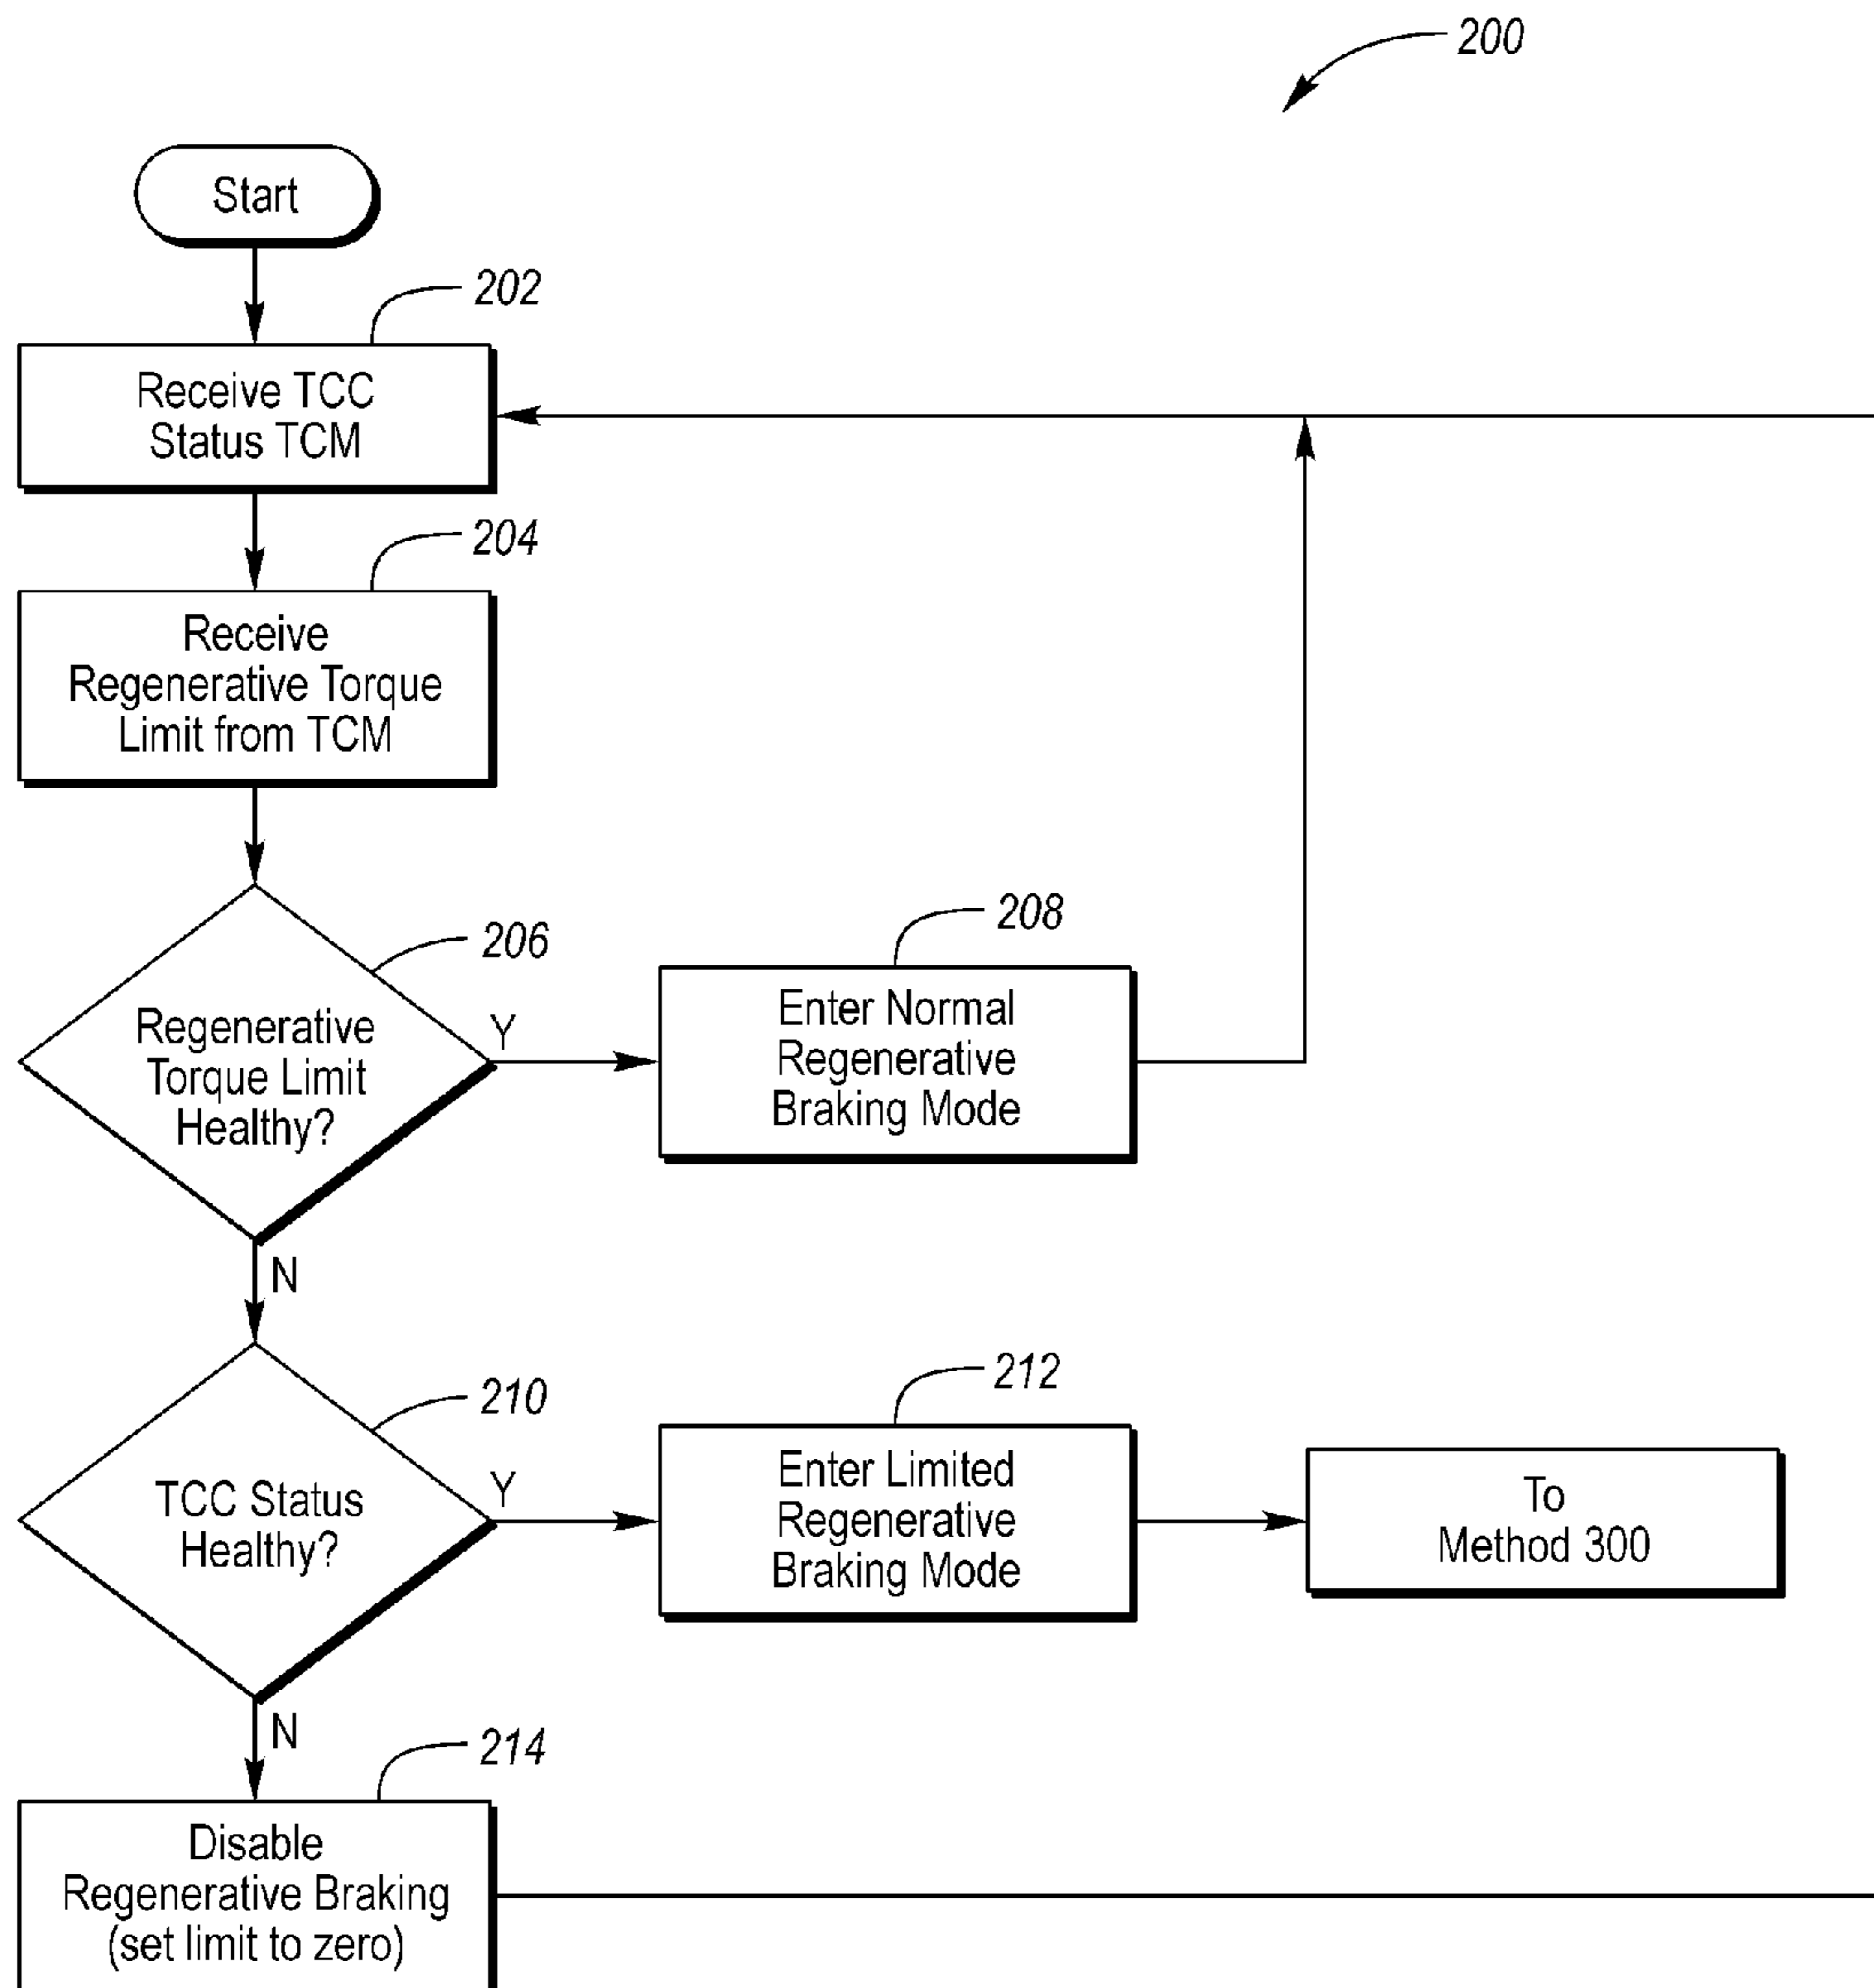 200
Start
202
Receive TCC
Status TCM
204
Receive
Regenerative Torque
Limit from TCM
206
Regenerative
Torque Limit
Healthy?
Y
208
Enter Normal
Regenerative
Braking Mode
N
210
TCC Status
Healthy?
Y
212
Enter Limited
Regenerative
Braking Mode
To
Method 300
N
214
Disable
Regenerative Braking
(set limit to zero)